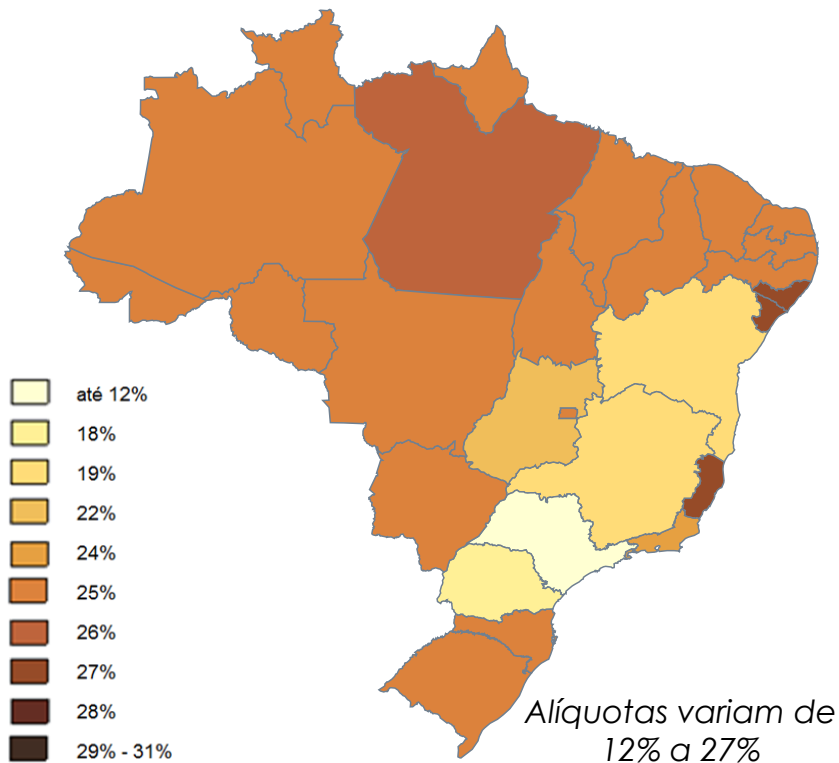 até 12%
18%
19%
22%
24%
25%
26%
27%
28%
29% - 31%
Alíquotas variam de
12% a 27%